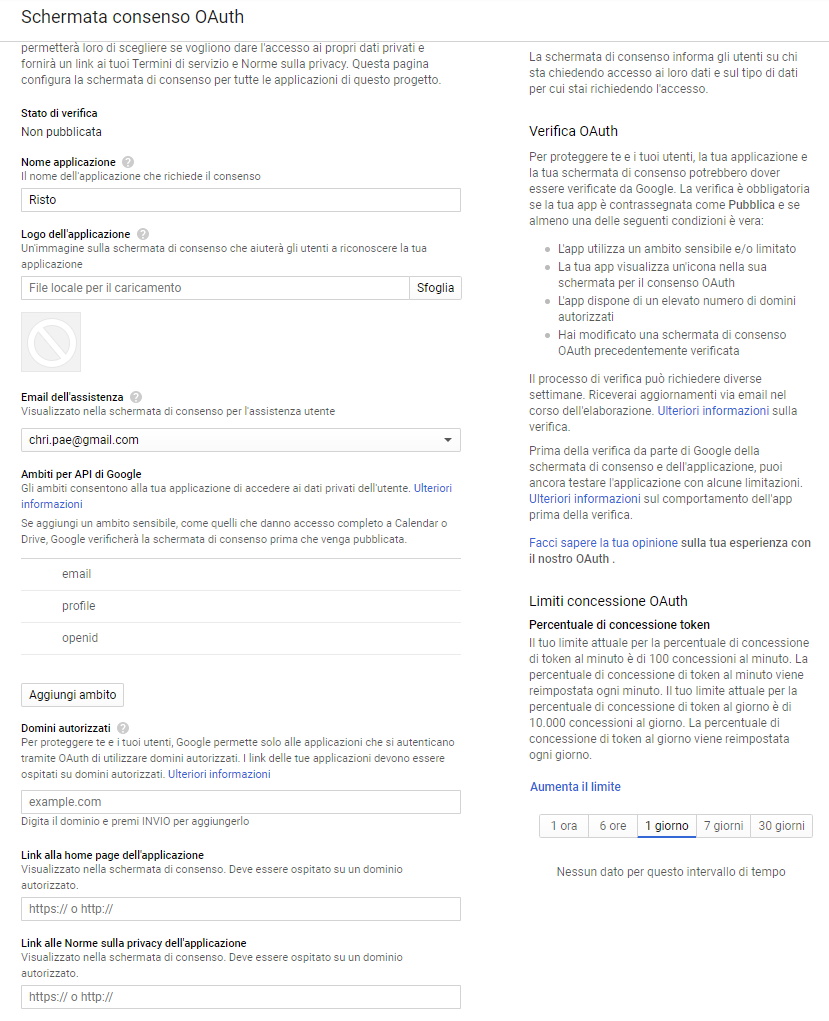 Schermata consenso OAuth
permetterà loro di scegliere se vogliono dare l'accesso ai propri dati privati e
fornirà un link ai tuoi Termini di servizio e Norme sulla privacy. Questa pagina
configura la schermata di consenso per tutte le applicazioni di questo progetto.
Stato di verifica
Non pubblicata
Nome applicazione ?
Il nome dell'applicazione che richiede il consenso
Risto
Logo dell'applicazione ?
Un'immagine sulla schermata di consenso che aiuterà gli utenti a riconoscere la tua
applicazione
File locale per il caricamento Sfoglia
Email dell'assistenza ?
Visualizzato nella schermata di consenso per l'assistenza utente
chri.pae@gmail.com
Ambiti per API di Google
Gli ambiti consentono alla tua applicazione di accedere ai dati privati dell'utente. Ulteriori
informazioni
Se aggiungi un ambito sensibile, come quelli che danno accesso completo a Calendar o
Drive, Google verificherà la schermata di consenso prima che venga pubblicata.
email
profile
openid
Aggiungi ambito
Domini autorizzati ?
Per proteggere te e i tuoi utenti, Google permette solo alle applicazioni che si autenticano
tramite OAuth di utilizzare domini autorizzati. I link delle tue applicazioni devono essere
ospitati su domini autorizzati. Ulteriori informazioni
example.com
Digita il dominio e premi INVIO per aggiungerlo
Link alla home page dell'applicazione
Visualizzato nella schermata di consenso. Deve essere ospitato su un dominio
autorizzato.
https:// o http://
Link alle Norme sulla privacy dell'applicazione
Visualizzato nella schermata di consenso. Deve essere ospitato su un dominio
autorizzato.
https:// o http://
La schermata di consenso informa gli utenti su chi
sta chiedendo accesso ai loro dati e sul tipo di dati
per cui stai richiedendo l'accesso.
Verifica OAuth
Per proteggere te e i tuoi utenti, la tua applicazione e
la tua schermata di consenso potrebbero dover
essere verificate da Google. La verifica è obbligatoria
se la tua app è contrassegnata come Pubblica e se
almeno una delle seguenti condizioni è vera:
L'app utilizza un ambito sensibile e/o limitato
La tua app visualizza un'icona nella sua
schermata per il consenso OAuth
L'app dispone di un elevato numero di domini
autorizzati
Hai modificato una schermata di consenso
OAuth precedentemente verificata
Il processo di verifica può richiedere diverse
settimane. Riceverai aggiornamenti via email nel
corso dell'elaborazione. Ulteriori informazioni sulla
verifica.
Prima della verifica da parte di Google della
schermata di consenso e dell'applicazione, puoi
ancora testare l'applicazione con alcune limitazioni.
Ulteriori informazioni sul comportamento dell'app
prima della verifica.
Facci sapere la tua opinione sulla tua esperienza con
il nostro OAuth .
Limiti concessione OAuth
Percentuale di concessione token
Il tuo limite attuale per la percentuale di concessione
di token al minuto è di 100 concessioni al minuto. La
percentuale di concessione di token al minuto viene
reimpostata ogni minuto. Il tuo limite attuale per la
percentuale di concessione di token al giorno è di
10.000 concessioni al giorno. La percentuale di
concessione di token al giorno viene reimpostata
ogni giorno.
Aumenta il limite
1 ora 6 ore 1 giorno 7 giorni 30 giorni
Nessun dato per questo intervallo di tempo